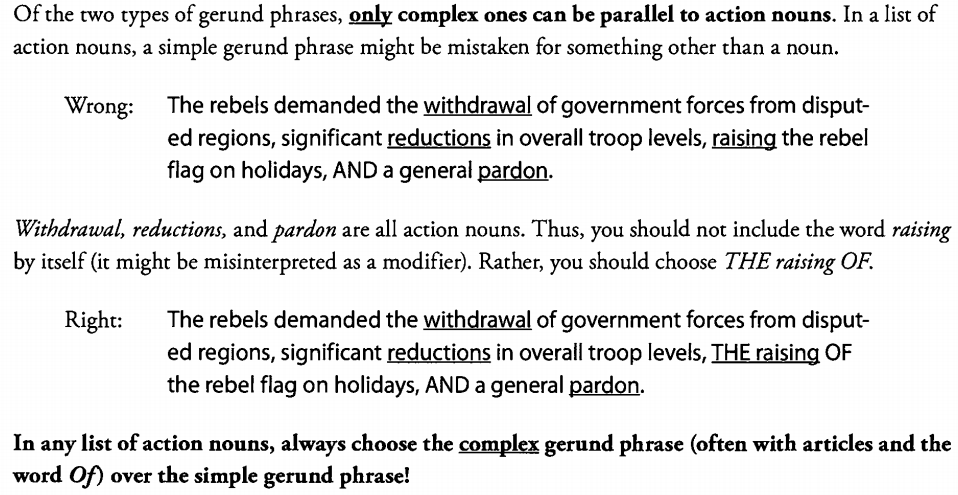 Of the two types of gerund phrases, only complex ones can be parallel to action nouns. In a list of
action nouns, a simple gerund phrase might be mistaken for something other than a noun.
Wrong: The rebels demanded the withdrawal of government forces from disput-
ed regions, significant reductions in overall troop levels, raising the rebel
flag on holidays, AND a general pardon.
Withdrawal, reductions, and pardon are all action nouns. Thus, you should not include the word raising
by itself (it might be misinterpreted as a modifier). Rather, you should choose THE raising OF.
Right: The rebels demanded the withdrawal of government forces from disput-
ed regions, significant reductions in overall troop levels, THE raising OF
the rebel flag on holidays, AND a general pardon.
In any list of action nouns, always choose the complex gerund phrase (often with articles and the
word Of) over the simple gerund phrase!